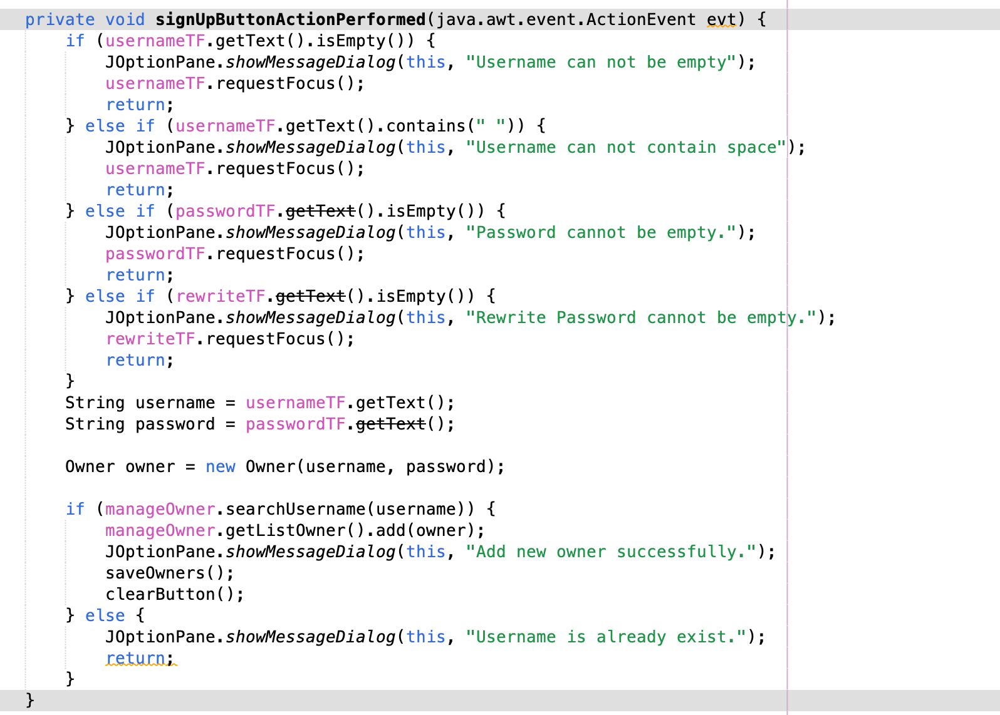 private void signUpButtonActionPerformed(java.awt.event.ActionEvent evt) {
    if (usernameTF.getText().isEmpty()) {
        JOptionPane.showMessageDialog(this, "Username can not be empty");
        usernameTF.requestFocus();
        return;
    } else if (usernameTF.getText().contains(" ")) {
        JOptionPane.showMessageDialog(this, "Username can not contain space");
        usernameTF.requestFocus();
        return;
    } else if (passwordTF.getText().isEmpty()) {
        JOptionPane.showMessageDialog(this, "Password cannot be empty.");
        passwordTF.requestFocus();
        return;
    } else if (rewriteTF.getText().isEmpty()) {
        JOptionPane.showMessageDialog(this, "Rewrite Password cannot be empty.");
        rewriteTF.requestFocus();
        return;
    }
    String username = usernameTF.getText();
    String password = passwordTF.getText();

    Owner owner = new Owner(username, password);

    if (manageOwner.searchUsername(username)) {
        manageOwner.getListOwner().add(owner);
        JOptionPane.showMessageDialog(this, "Add new owner successfully.");
        saveOwners();
        clearButton();
    } else {
        JOptionPane.showMessageDialog(this, "Username is already exist.");
        return;
    }
}